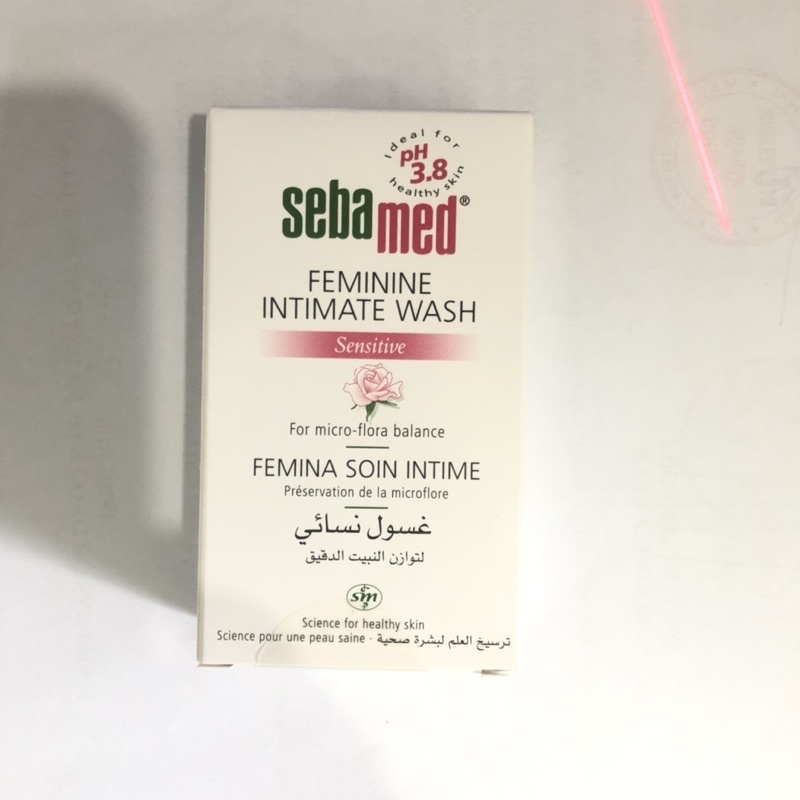 Ideal for
pH
3.8
healthy skin
sebamed®
FEMININE
INTIMATE WASH
Sensitive
For micro-flora balance
FEMINA SOIN INTIME
Préservation de la microflore
غسول نسائي
لتوازن النبيت الدقيق
sm
Science for healthy skin
Science pour une peau saine · ترسيخ العلم لبشرة صحية